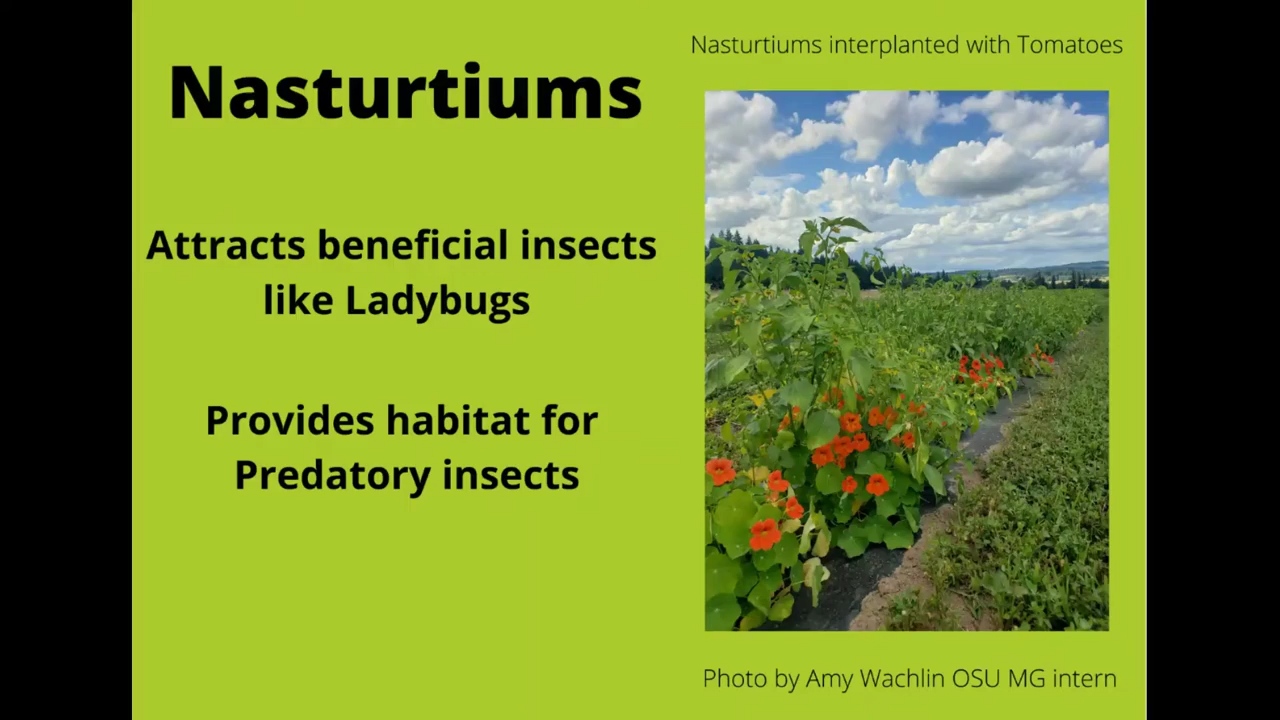 Nasturtiums
Attracts beneficial insects
like Ladybugs
Provides habitat for
Predatory insects
Nasturtiums interplanted with Tomatoes
Photo by Amy Wachlin OSU MG intern